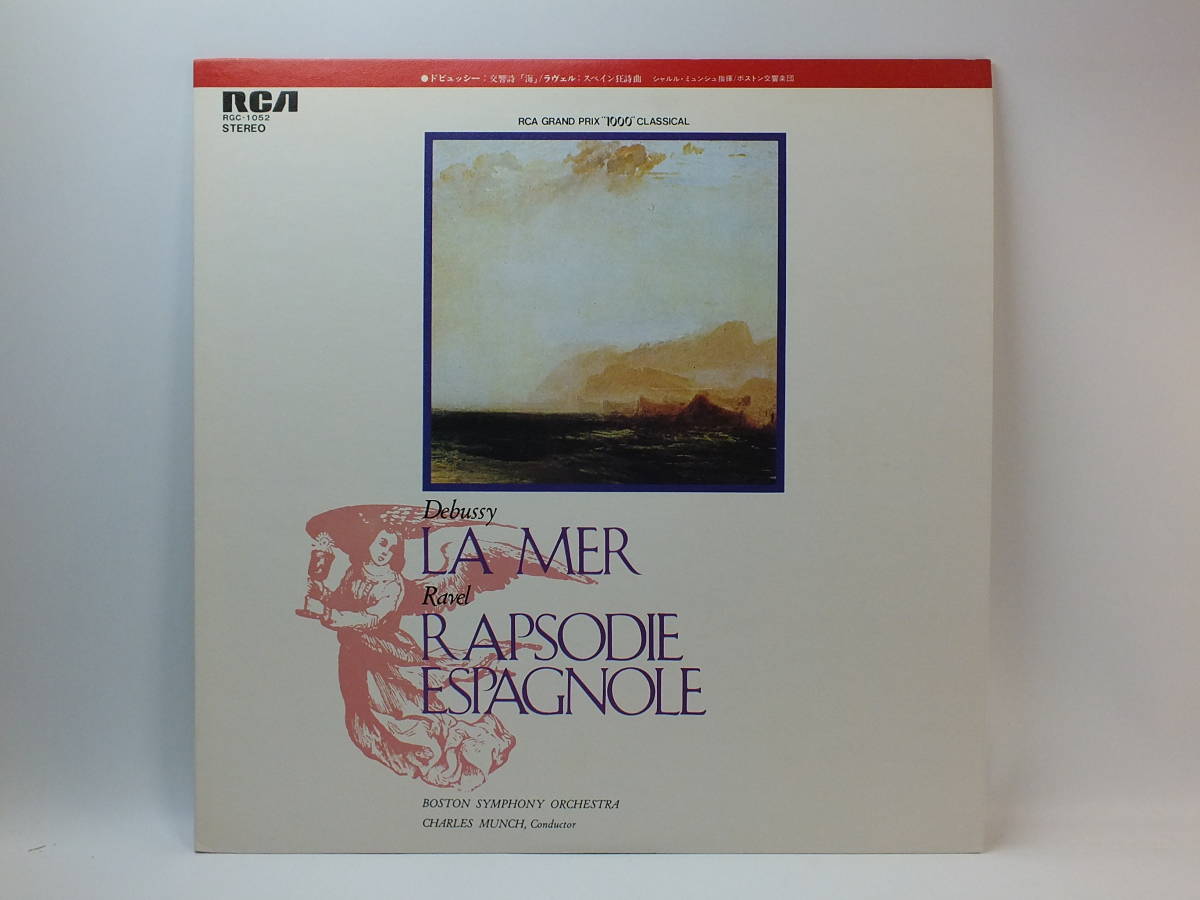 ●ドビュッシー:交響詩「海」/ラヴェル:スペイン狂詩曲 シャルル・ミュンシュ指揮/ボストン交響楽団
RCA
RGC-1052
STEREO
RCA GRAND PRIX "1000" CLASSICAL
Debussy
LA MER
Ravel
RAPSODIE
ESPAGNOLE
BOSTON SYMPHONY ORCHESTRA
CHARLES MUNCH, Conductor